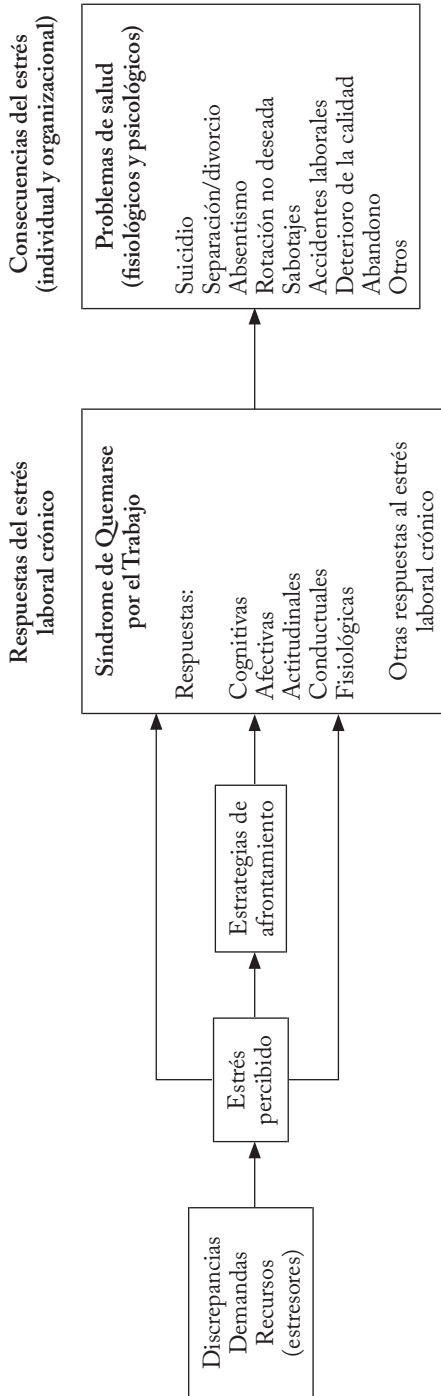 Discrepancias
Demandas
Recursos
(estresores)
Estrés
percibido
Estrategias de
afrontamiento
Respuestas del estrés
laboral crónico
Síndrome de Quemarse
por el Trabajo
Respuestas:
Cognitivas
Afectivas
Actitudinales
Conductuales
Fisiológicas
Otras respuestas al estrés
laboral crónico
Consecuencias del estrés
(individual y organizacional)
Problemas de salud
(fisiológicos y psicológicos)
Suicidio
Separación/divorcio
Absentismo
Rotación no deseada
Sabotajes
Accidentes laborales
Deterioro de la calidad
Abandono
Otros